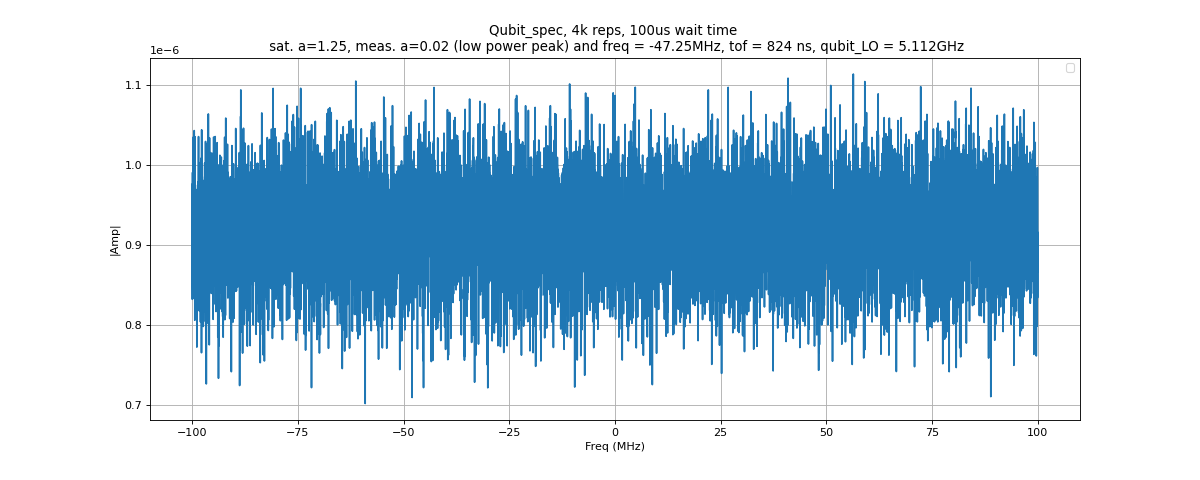 Qubit_spec, 4k reps, 100us wait time
sat. a=1.25, meas. a=0.02 (low power peak) and freq = -47.25MHz, tof = 824 ns, qubit_LO = 5.112GHz
1e−6
1.1
1.0
0.9
0.8
0.7
|Amp|
−100
−75
−50
−25
0
25
50
75
100
Freq (MHz)